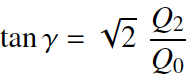 tan γ = √2 Q₂/Q₀